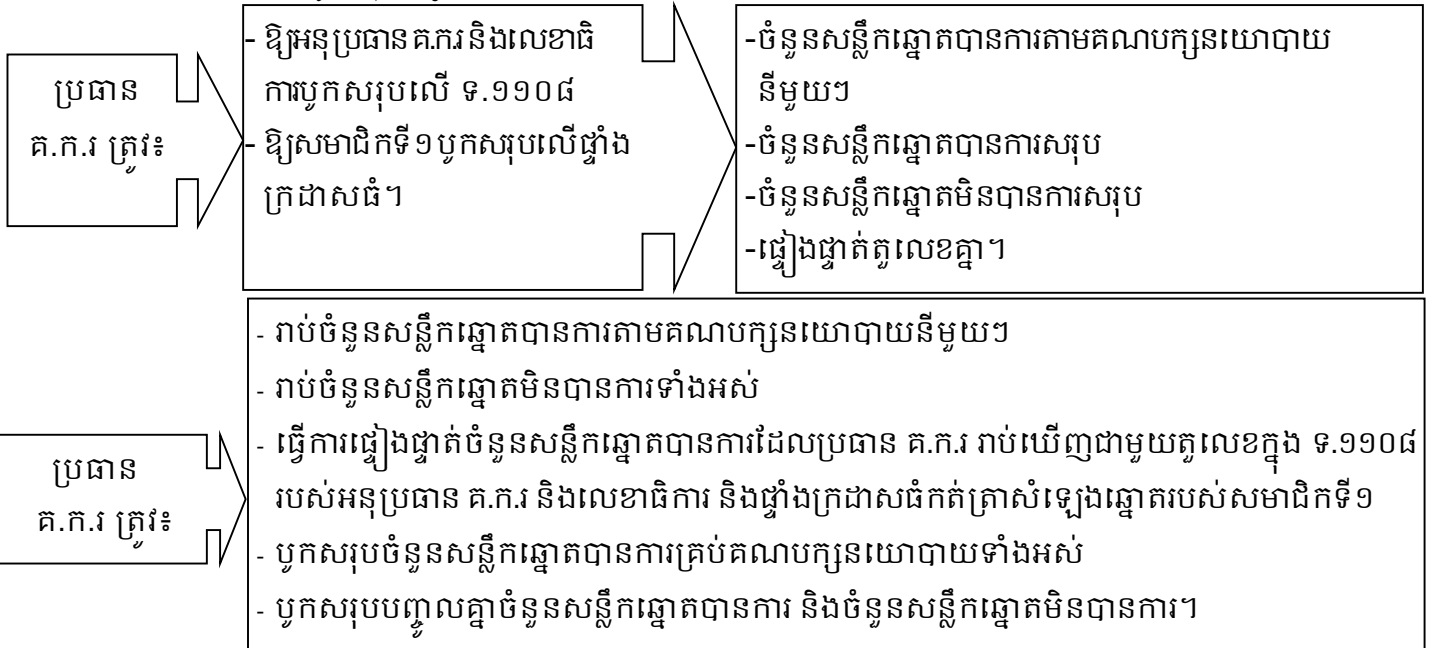 ប្រធាន
គ.ក.រ ត្រូវ៖
- ឱ្យអនុប្រធានគ.ក.រ និងលេខាធិ
ការបូកសរុបលើ ទ.១១០៨
- ឱ្យសមាជិកទី១បូកសរុបលើផ្ទាំង
ក្រដាសធំ។
-ចំនួនសន្លឹកឆ្នោតបានការតាមគណបក្សនយោបាយ
នីមួយៗ
-ចំនួនសន្លឹកឆ្នោតបានការសរុប
-ចំនួនសន្លឹកឆ្នោតមិនបានការសរុប
-ផ្ទៀងផ្ទាត់តួលេខគ្នា។
ប្រធាន
គ.ក.រ ត្រូវ៖
- រាប់ចំនួនសន្លឹកឆ្នោតបានការតាមគណបក្សនយោបាយនីមួយៗ
- រាប់ចំនួនសន្លឹកឆ្នោតមិនបានការទាំងអស់
- ធ្វើការផ្ទៀងផ្ទាត់ចំនួនសន្លឹកឆ្នោតបានការដែលប្រធាន គ.ក.រ រាប់ឃើញជាមួយតួលេខក្នុង ទ.១១០៨
របស់អនុប្រធាន គ.ក.រ និងលេខាធិការ និងផ្ទាំងក្រដាសធំកត់ត្រាសំឡេងឆ្នោតរបស់សមាជិកទី១
- បូកសរុបចំនួនសន្លឹកឆ្នោតបានការគ្រប់គណបក្សនយោបាយទាំងអស់
- បូកសរុបបញ្ចូលគ្នាចំនួនសន្លឹកឆ្នោតបានការ និងចំនួនសន្លឹកឆ្នោតមិនបានការ។